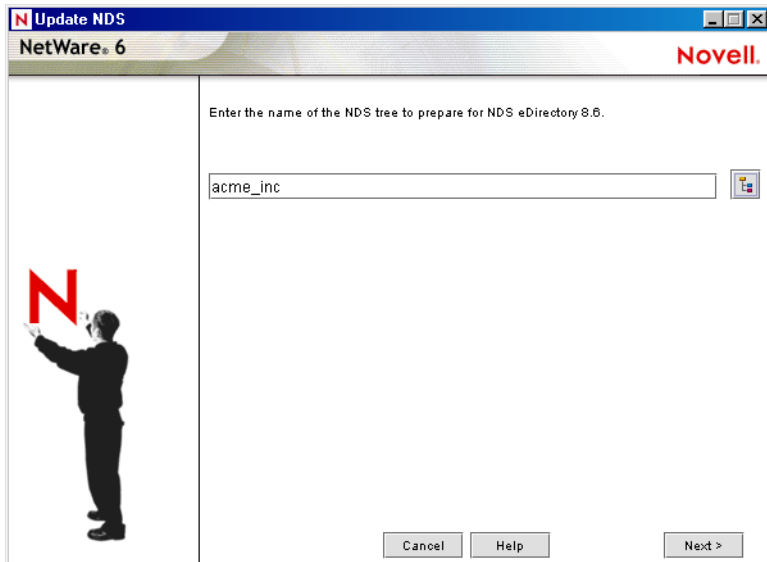 N Update NDS
NetWare® 6
Novell.
Enter the name of the NDS tree to prepare for NDS eDirectory 8.6.
acme_inc
N
Cancel Help Next >